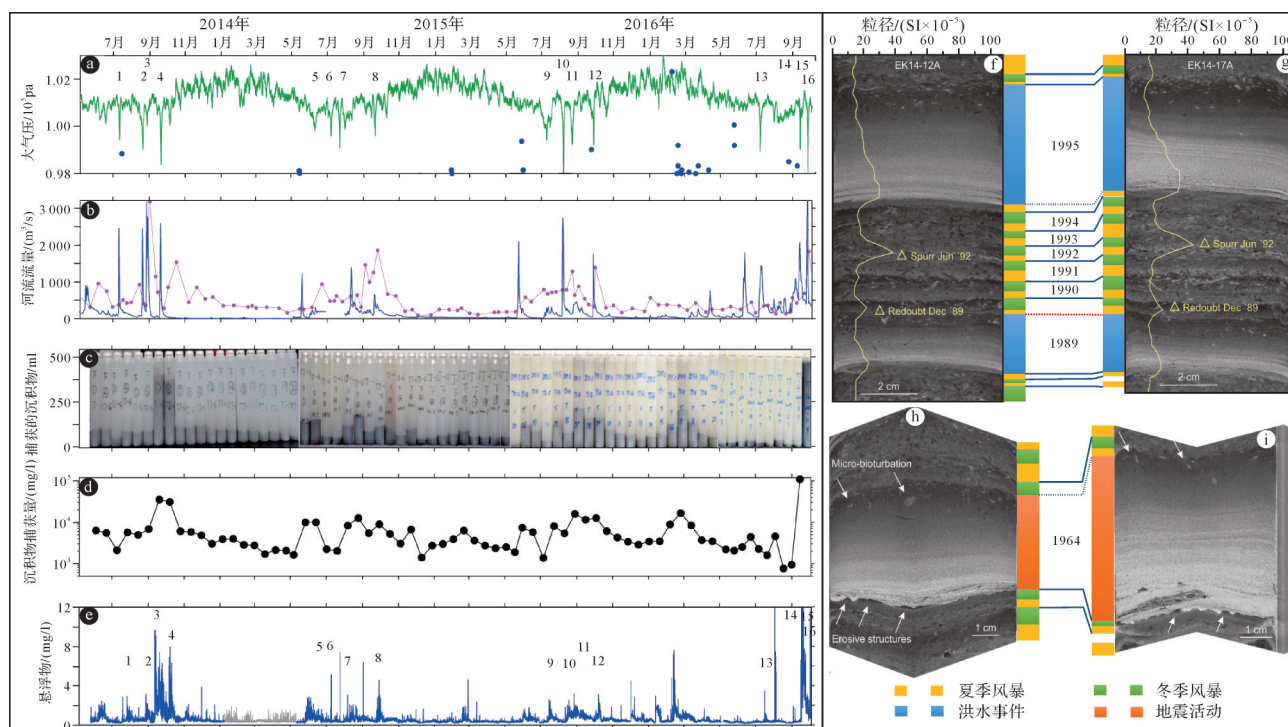 2014年 2015年 2016年
7月 9月 11月 1月 3月 5月 7月 9月 11月 1月 3月 5月 7月 9月 11月 1月 3月 5月 7月 9月
a
1 2 3 4 5 6 7 8 9 10 11 12 13 14 15 16
大气压/10⁵pa
1.02
1.00
0.98
b
河流流量/(m³/s)
3 000
2 000
1 000
0
c
捕获的沉积物/ml
500
250
0
d
沉积物捕获量/(mg/l)
10⁵
10⁴
10³
e
悬浮物/(mg/l)
12
8
4
0
1 2 3 4 5 6 7 8 9 10 11 12 13 14 15 16
粒径/(SI×10⁻⁵)
0 20 40 60 80 100
EK14-12A
f
Spurr Jun '92
Redoubt Dec '89
2 cm
1995
1994
1993
1992
1991
1990
1989
粒径/(SI×10⁻⁵)
0 20 40 60 80 100
EK14-17A
g
Spurr Jun '92
Redoubt Dec '89
2 cm
h
Micro-bioturbation
Erosive structures
1 cm
1964
i
1 cm
夏季风暴 冬季风暴
洪水事件 地震活动